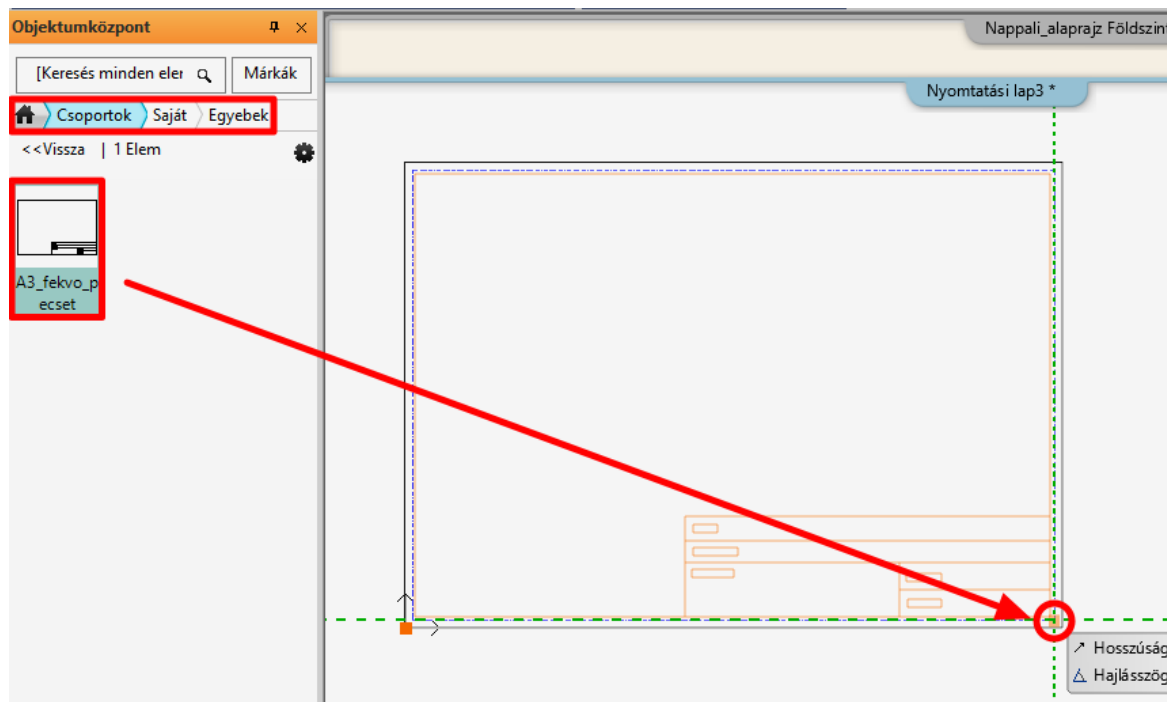 Objektumközpont
[Keresés minden eler
Márkák
Csoportok
Saját
Egyebek
<<Vissza | 1 Elem
A3_fekvo_p
ecset
Nappali_alaprajz Földszint
Nyomtatási lap3 *
Hosszúság
Hajlásszög